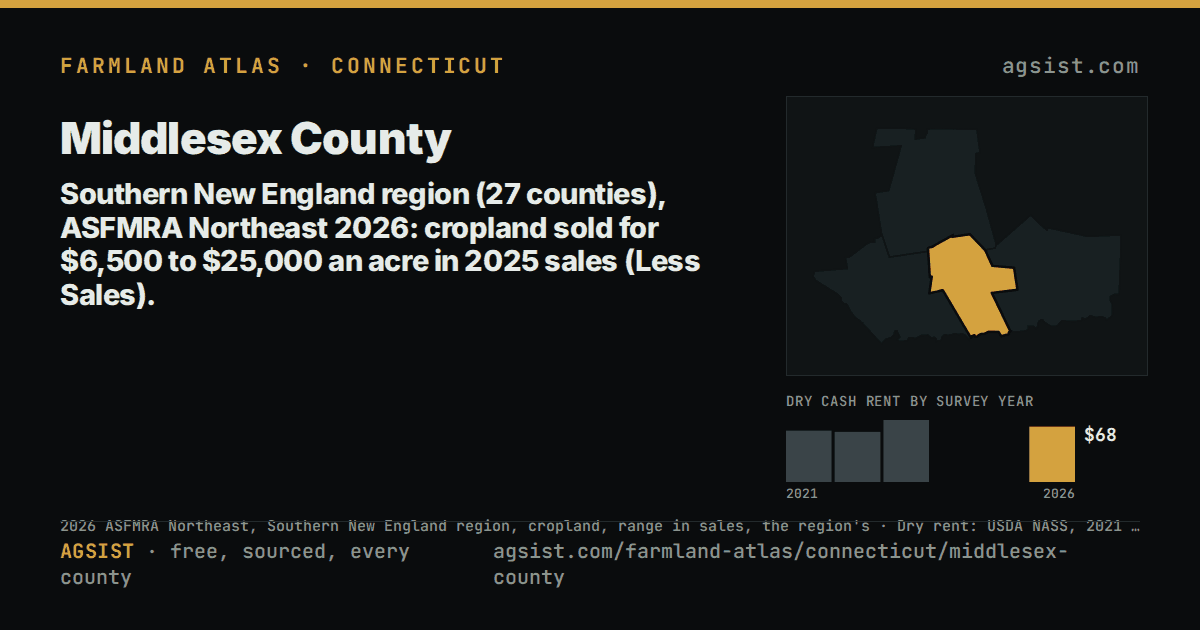 FARMLAND ATLAS · CONNECTICUT
agsist.com
Middlesex County
Southern New England region (27 counties),
ASFMRA Northeast 2026: cropland sold for
$6,500 to $25,000 an acre in 2025 sales (Less
Sales).
DRY CASH RENT BY SURVEY YEAR
$68
2021
2026
2026 ASFMRA Northeast, Southern New England region, cropland, range in sales, the region's · Dry rent: USDA NASS, 2021 …
AGSIST · free, sourced, every
county
agsist.com/farmland-atlas/connecticut/middlesex-
county